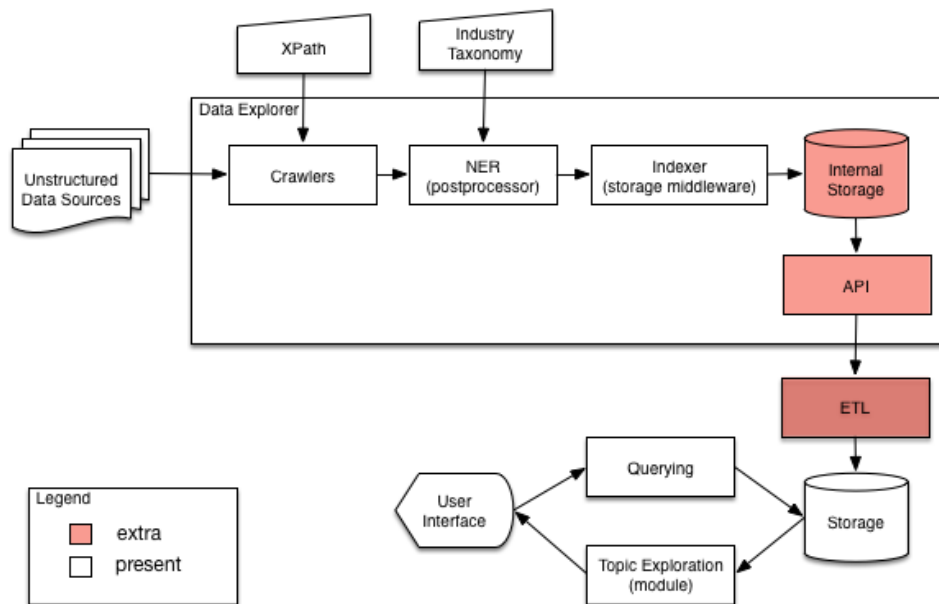 XPath
Industry
Taxonomy
Data Explorer
Unstructured
Data Sources
Crawlers
NER
(postprocessor)
Indexer
(storage middleware)
Internal
Storage
API
ETL
Querying
User
Interface
Storage
Topic Exploration
(module)
Legend
extra
present